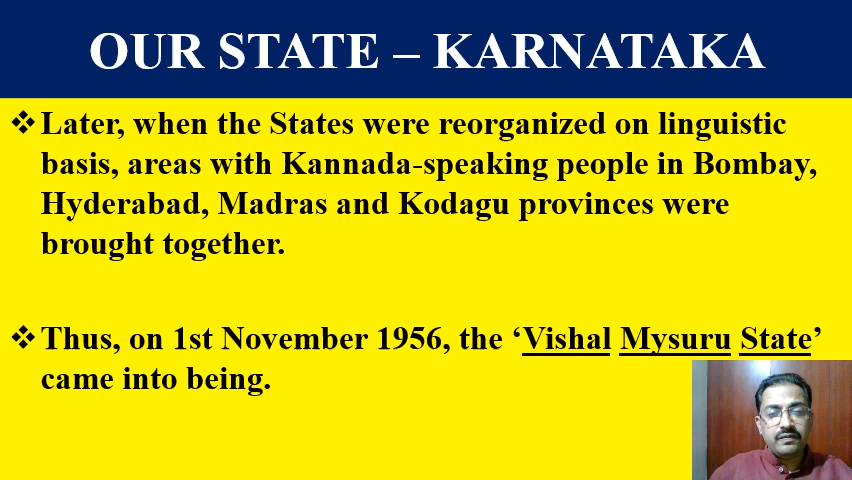 OUR STATE – KARNATAKA
❖Later, when the States were reorganized on linguistic
basis, areas with Kannada-speaking people in Bombay,
Hyderabad, Madras and Kodagu provinces were
brought together.
❖Thus, on 1st November 1956, the ‘Vishal Mysuru State’
came into being.